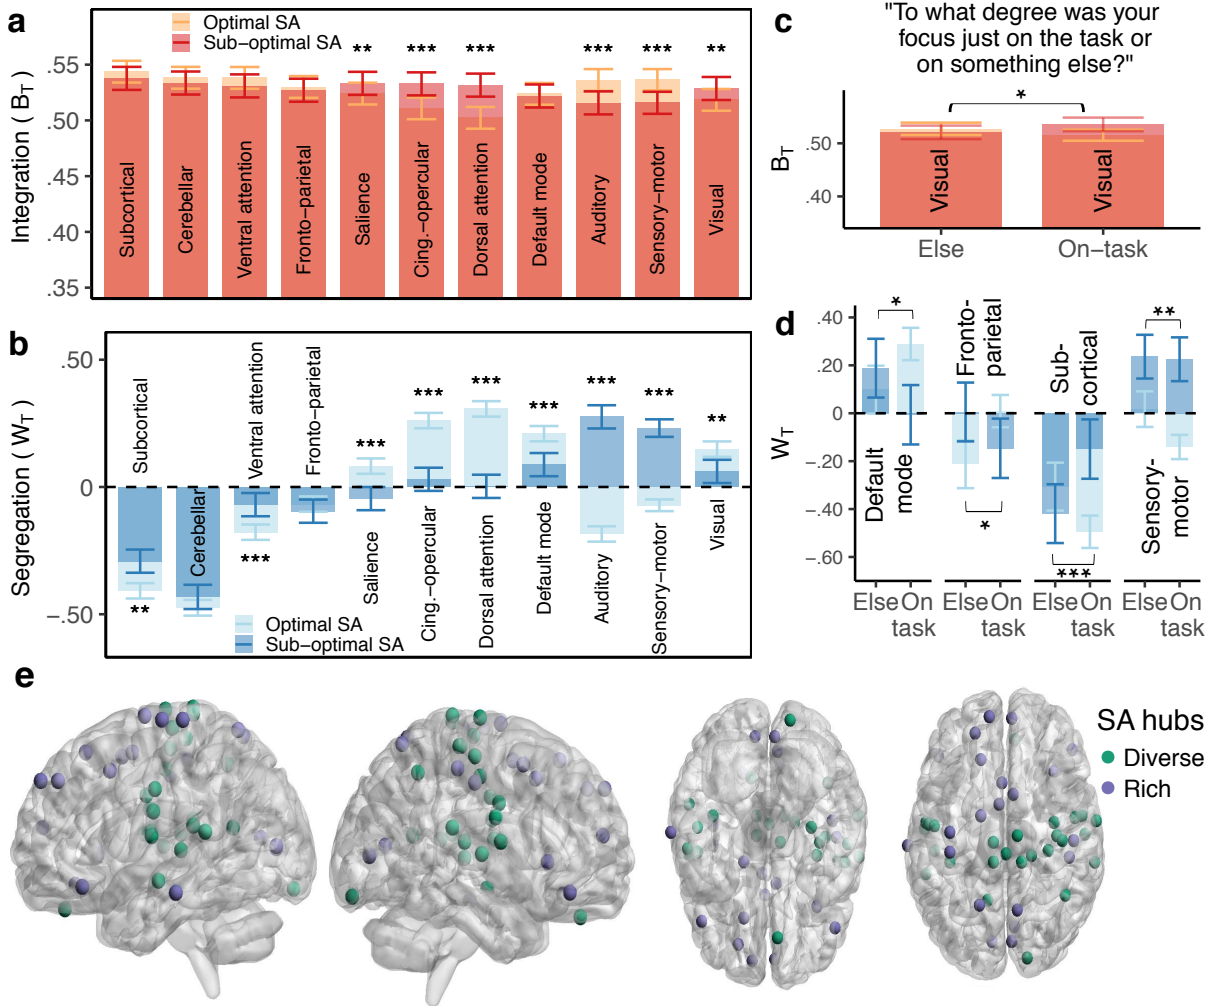 a
Optimal SA
Sub-optimal SA
Integration ( B_T )
.55
.50
.45
.40
.35
** *** *** *** *** **
Subcortical
Cerebellar
Ventral attention
Fronto-parietal
Salience
Cing.-opercular
Dorsal attention
Default mode
Auditory
Sensory-motor
Visual
b
Segregation ( W_T )
.50
0
-.50
Subcortical
Cerebellar
Ventral attention
Fronto-parietal
Salience
Cing.-opercular
Dorsal attention
Default mode
Auditory
Sensory-motor
Visual
** *** *** *** *** *** *** *** **
Optimal SA
Sub-optimal SA
c
"To what degree was your
focus just on the task or
on something else?"
*
B_T
.50
.40
Visual
Visual
Else
On-task
d
W_T
.40
.20
0
-.20
-.40
-.60
*
Default
mode
Fronto-
parietal
*
Sub-
cortical
***
**
Sensory-
motor
Else On Else On Else On Else On
task task task task
e
SA hubs
Diverse
Rich